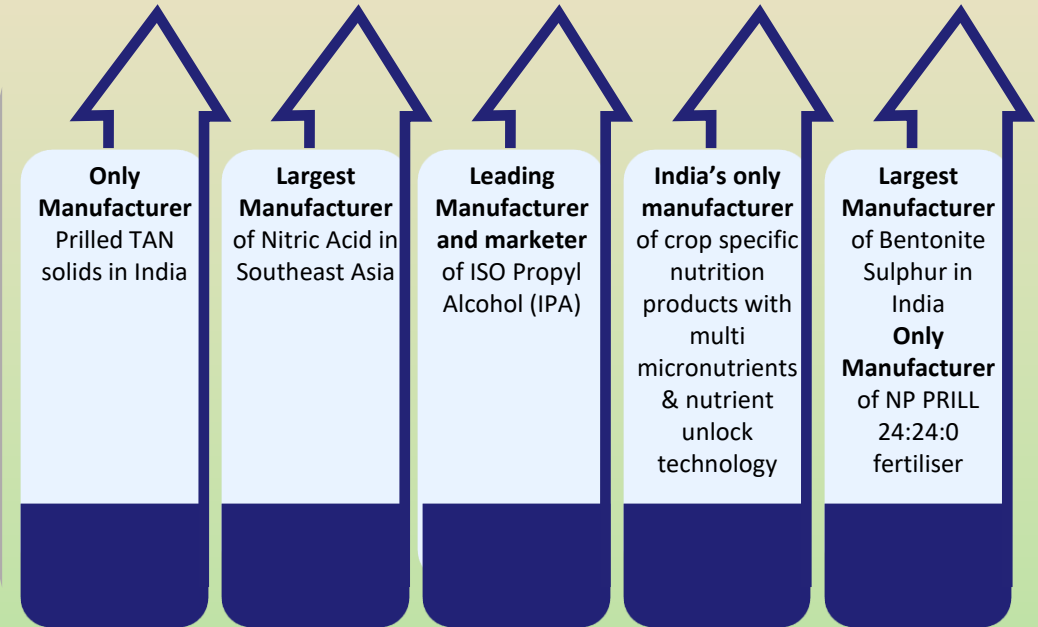 Only
Manufacturer
Prilled TAN
solids in India
Largest
Manufacturer
of Nitric Acid in
Southeast Asia
Leading
Manufacturer
and marketer
of ISO Propyl
Alcohol (IPA)
India’s only
manufacturer
of crop specific
nutrition
products with
multi
micronutrients
& nutrient
unlock
technology
Largest
Manufacturer
of Bentonite
Sulphur in
India
Only
Manufacturer
of NP PRILL
24:24:0
fertiliser